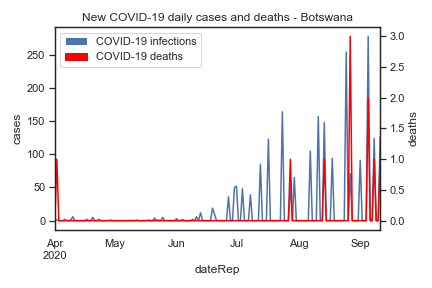 New COVID-19 daily cases and deaths - Botswana
COVID-19 infections
COVID-19 deaths
cases
250
200
150
100
50
0
deaths
3.0
2.5
2.0
1.5
1.0
0.5
0.0
Apr May Jun Jul Aug Sep
2020
dateRep